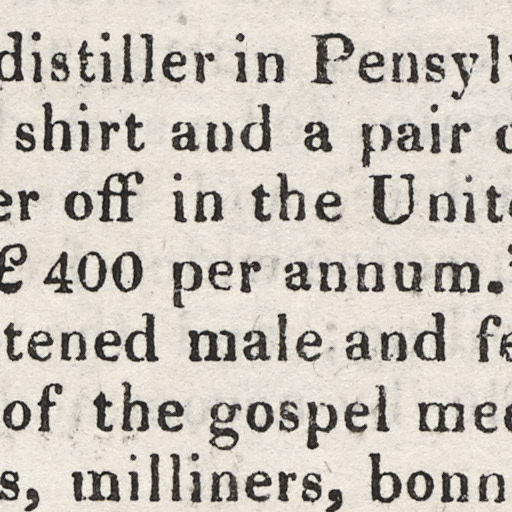 distiller in Pensyl
shirt and a pair
er off in the Unit
£ 400 per annum."
tened male and fe
of the gospel me
s, milliners, bonn